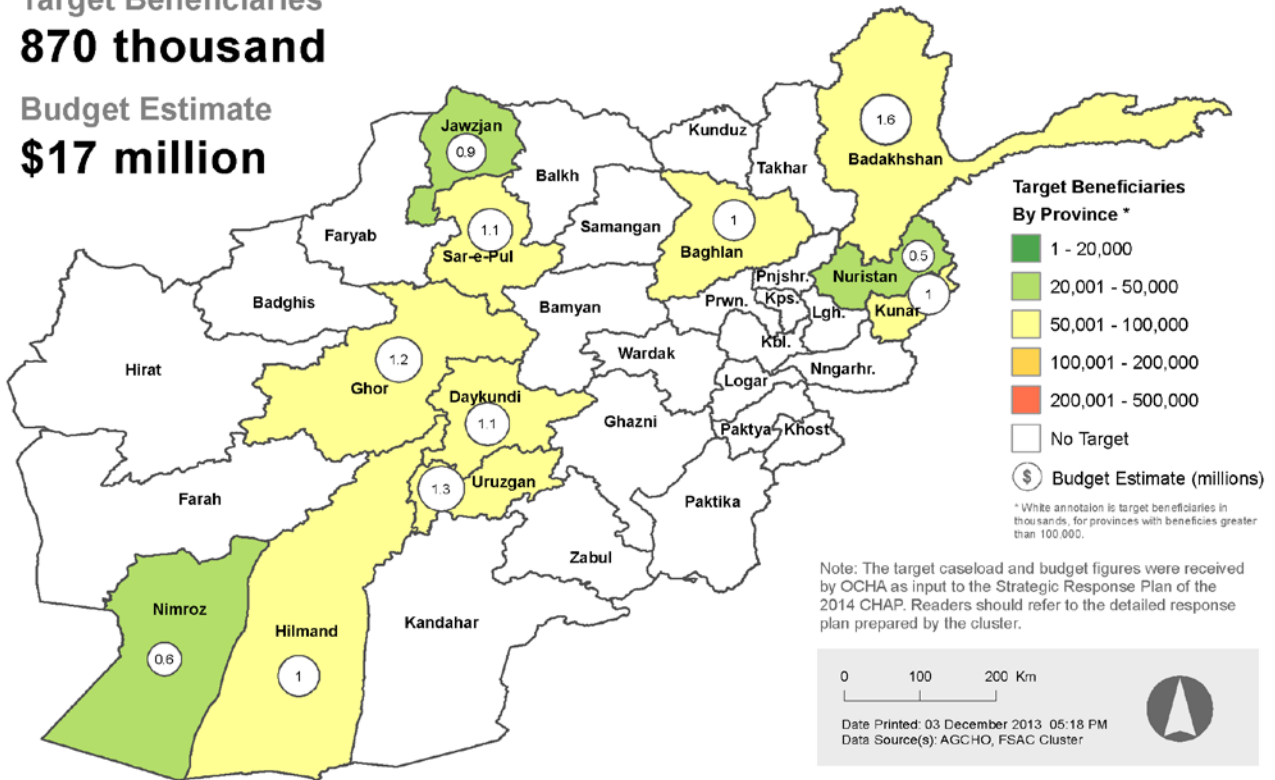 Target Beneficiaries
870 thousand
Budget Estimate
$17 million
Jawzjan
0.9
Balkh
Kunduz
Takhar
1.6
Badakhshan
Faryab
1.1
Sar-e-Pul
Samangan
1
Baghlan
Badghis
Bamyan
Pnjshr.
Prwn.
Kps.
Lgh.
Kbl.
Nuristan
0.5
1
Kunar
Hirat
1.2
Ghor
Daykundi
1.1
Wardak
Logar
Nngarhr.
Ghazni
Paktya
Khost
Farah
1.3
Uruzgan
Paktika
Zabul
Nimroz
0.6
Hilmand
1
Kandahar
Target Beneficiaries
By Province *
1 - 20,000
20,001 - 50,000
50,001 - 100,000
100,001 - 200,000
200,001 - 500,000
No Target
$ Budget Estimate (millions)
* White annotaion is target beneficiaries in
thousands, for provinces with beneficies greater
than 100,000.
Note: The target caseload and budget figures were received
by OCHA as input to the Strategic Response Plan of the
2014 CHAP. Readers should refer to the detailed response
plan prepared by the cluster.
0 100 200 Km
Date Printed: 03 December 2013 05:18 PM
Data Source(s): AGCHO, FSAC Cluster